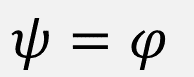 ψ = φ